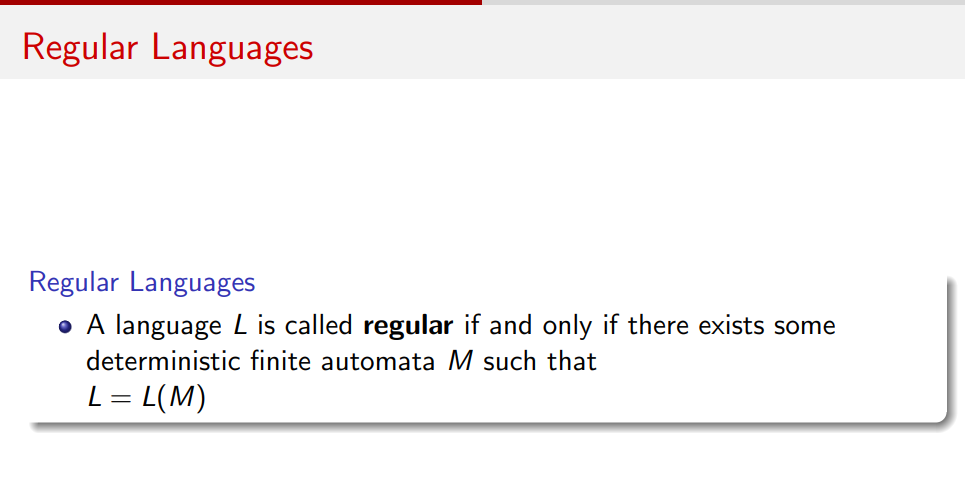 Regular Languages
Regular Languages
A language L is called regular if and only if there exists some
deterministic finite automata M such that
L = L(M)